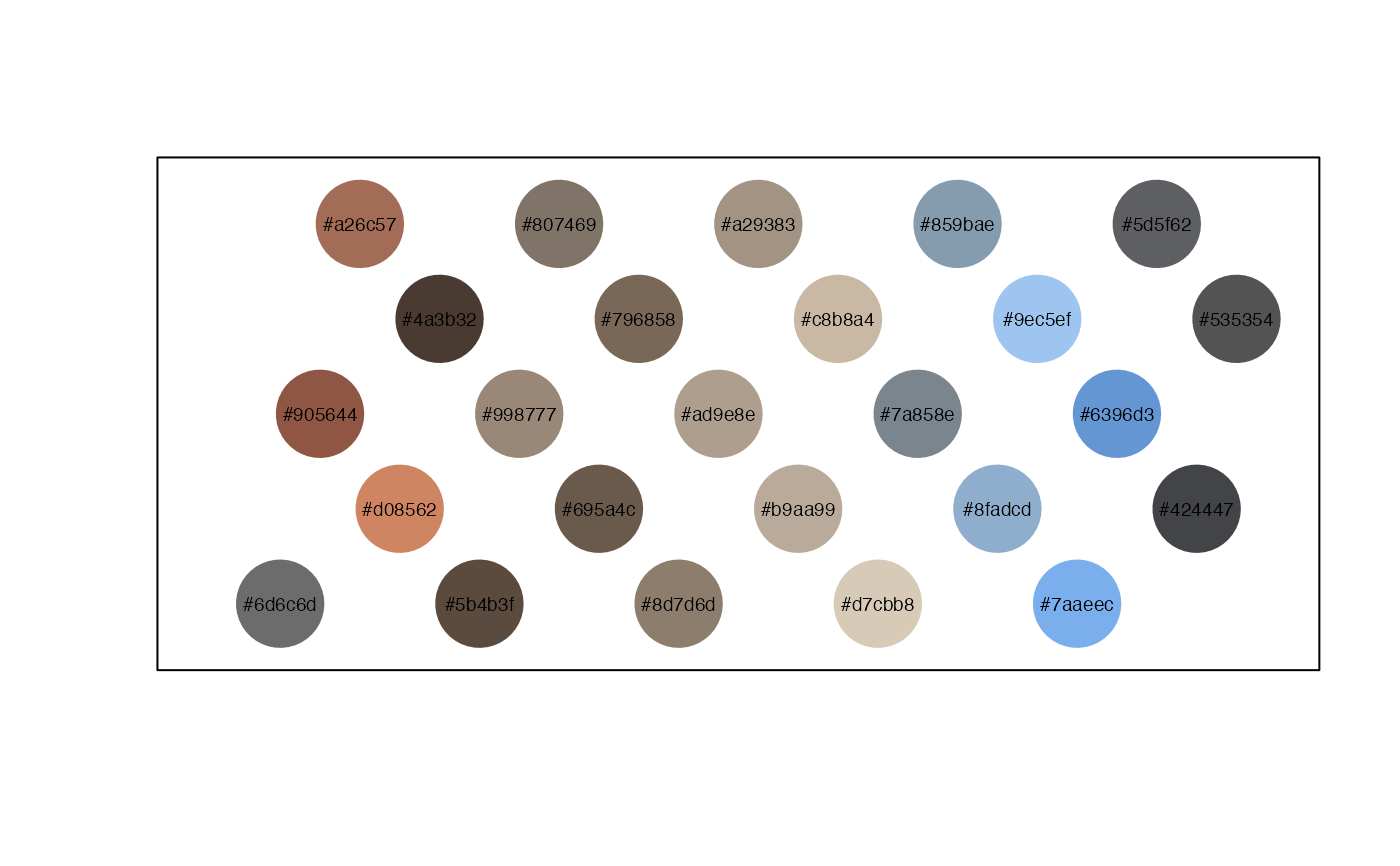 #a26c57 #807469 #a29383 #859bae #5d5f62
#4a3b32 #796858 #c8b8a4 #9ec5ef #535354
#905644 #998777 #ad9e8e #7a858e #6396d3
#d08562 #695a4c #b9aa99 #8fadcd #424447
#6d6c6d #5b4b3f #8d7d6d #d7cbb8 #7aaeec